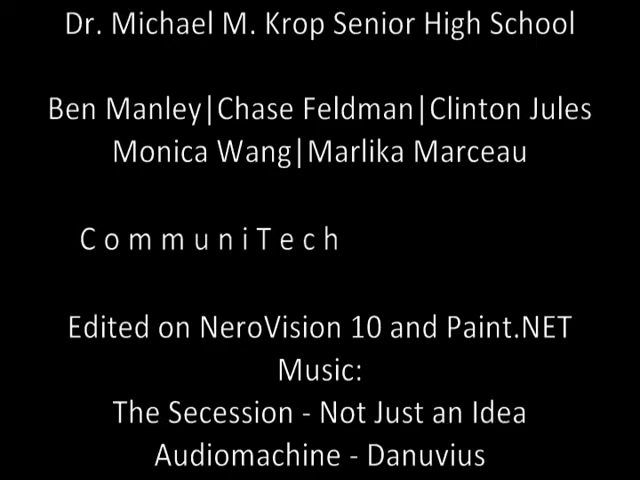 Dr. Michael M. Krop Senior High School
Ben Manley|Chase Feldman|Clinton Jules
Monica Wang|Marlika Marceau
C o m m u n i T e c h
Edited on NeroVision 10 and Paint.NET
Music:
The Secession - Not Just an Idea
Audiomachine - Danuvius